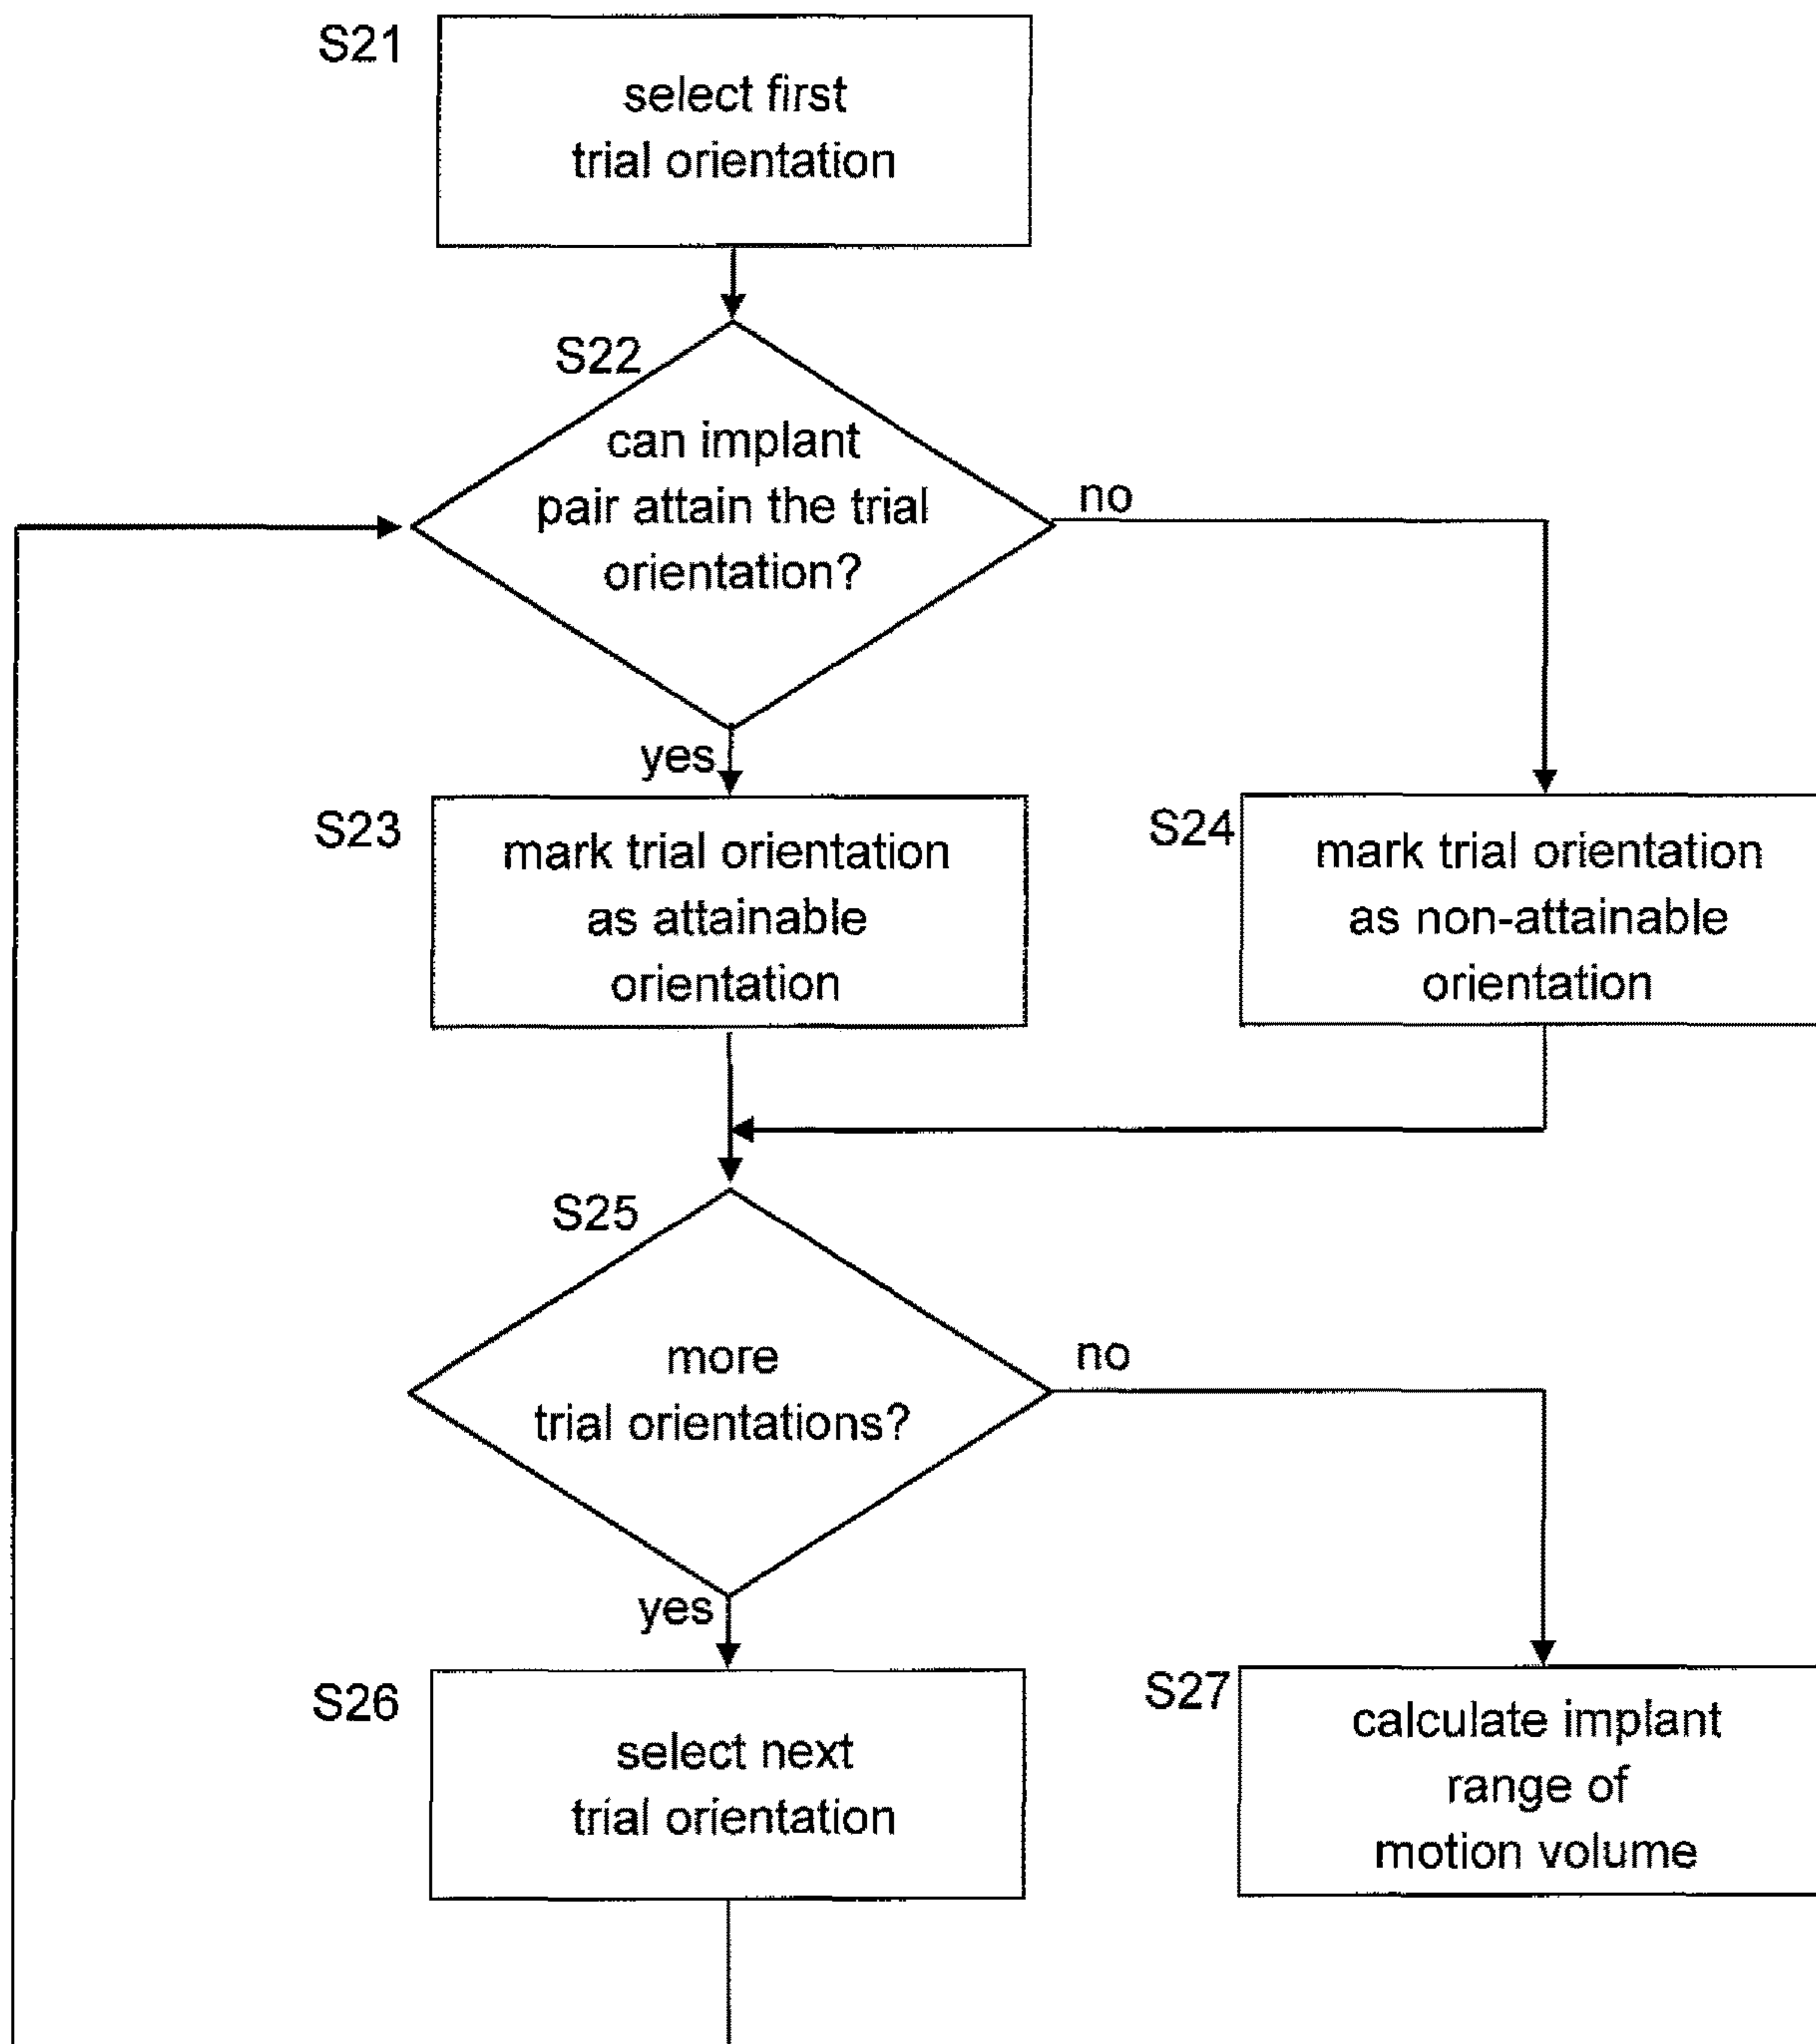 S21
select first
trial orientation
S22
can implant
pair attain the trial
orientation?
no
yes
S23
mark trial orientation
as attainable
orientation
S24
mark trial orientation
as non-attainable
orientation
S25
more
trial orientations?
no
yes
S26
select next
trial orientation
S27
calculate implant
range of
motion volume